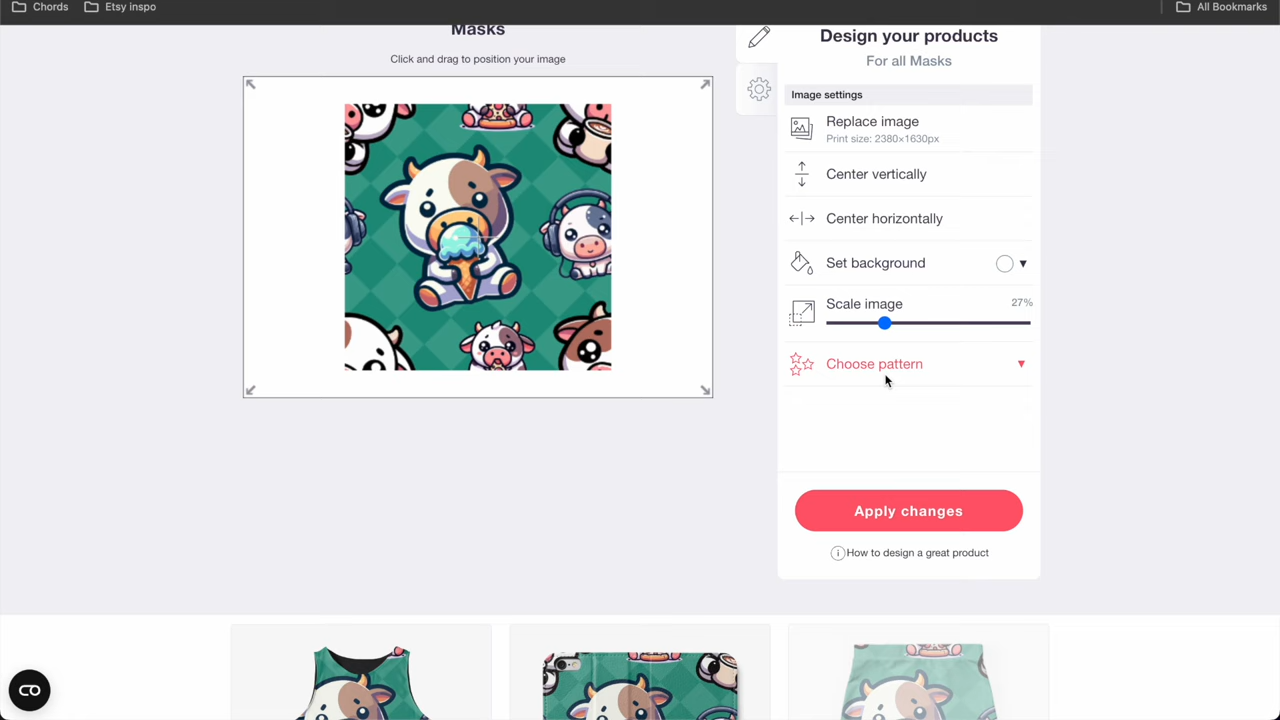 Chords
Etsy inspo
All Bookmarks
Masks
Click and drag to position your image
Design your products
For all Masks
Image settings
Replace image
Print size: 2380×1630px
Center vertically
Center horizontally
Set background
Scale image
27%
Choose pattern
Apply changes
How to design a great product